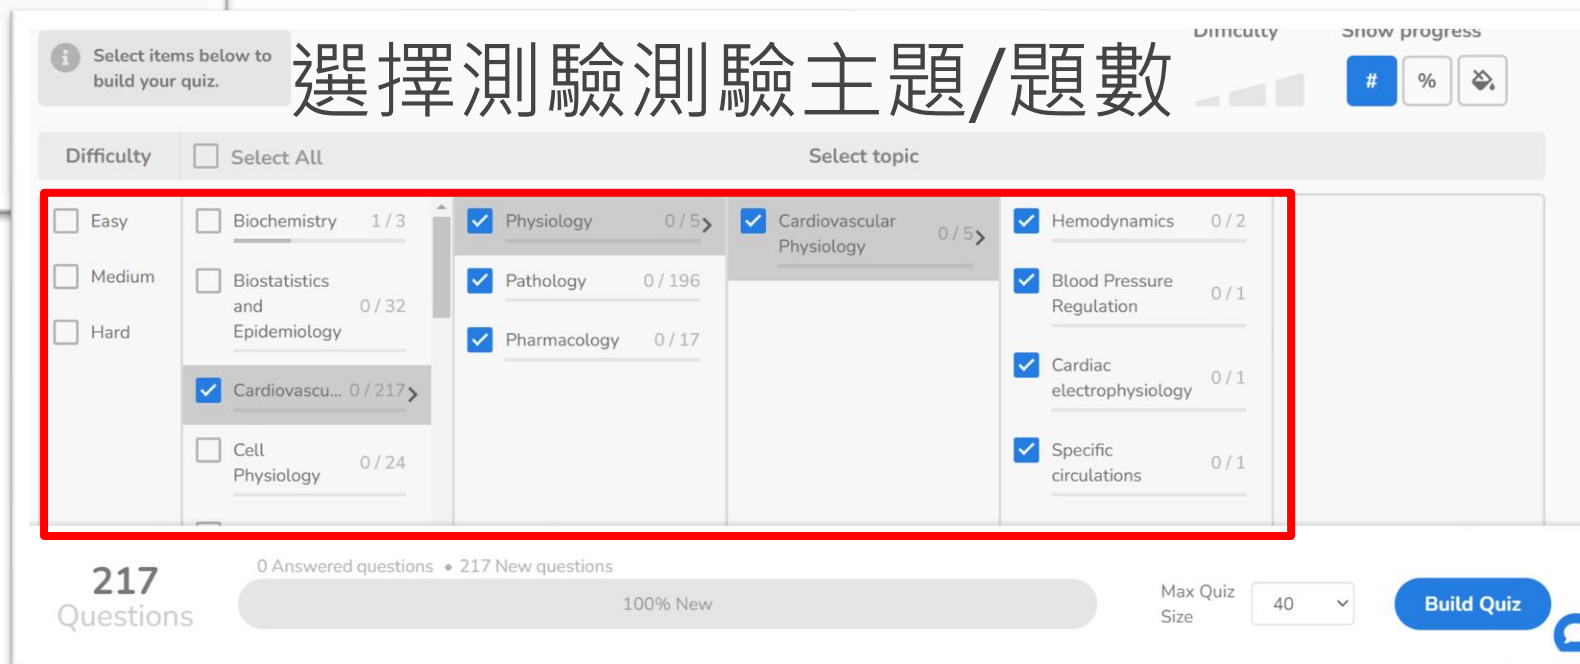 Select items below to
build your quiz.
選擇測驗測驗主題/題數
Difficulty
Show progress
#
%
Difficulty
Select All
Select topic
Easy
Medium
Hard
Biochemistry 1 / 3
Biostatistics
and
Epidemiology
0 / 32
Cardiovascu... 0 / 217
Cell
Physiology
0 / 24
Physiology 0 / 5
Pathology 0 / 196
Pharmacology 0 / 17
Cardiovascular
Physiology
0 / 5
Hemodynamics 0 / 2
Blood Pressure
Regulation
0 / 1
Cardiac
electrophysiology
0 / 1
Specific
circulations
0 / 1
217
Questions
0 Answered questions • 217 New questions
100% New
Max Quiz
Size
40
Build Quiz